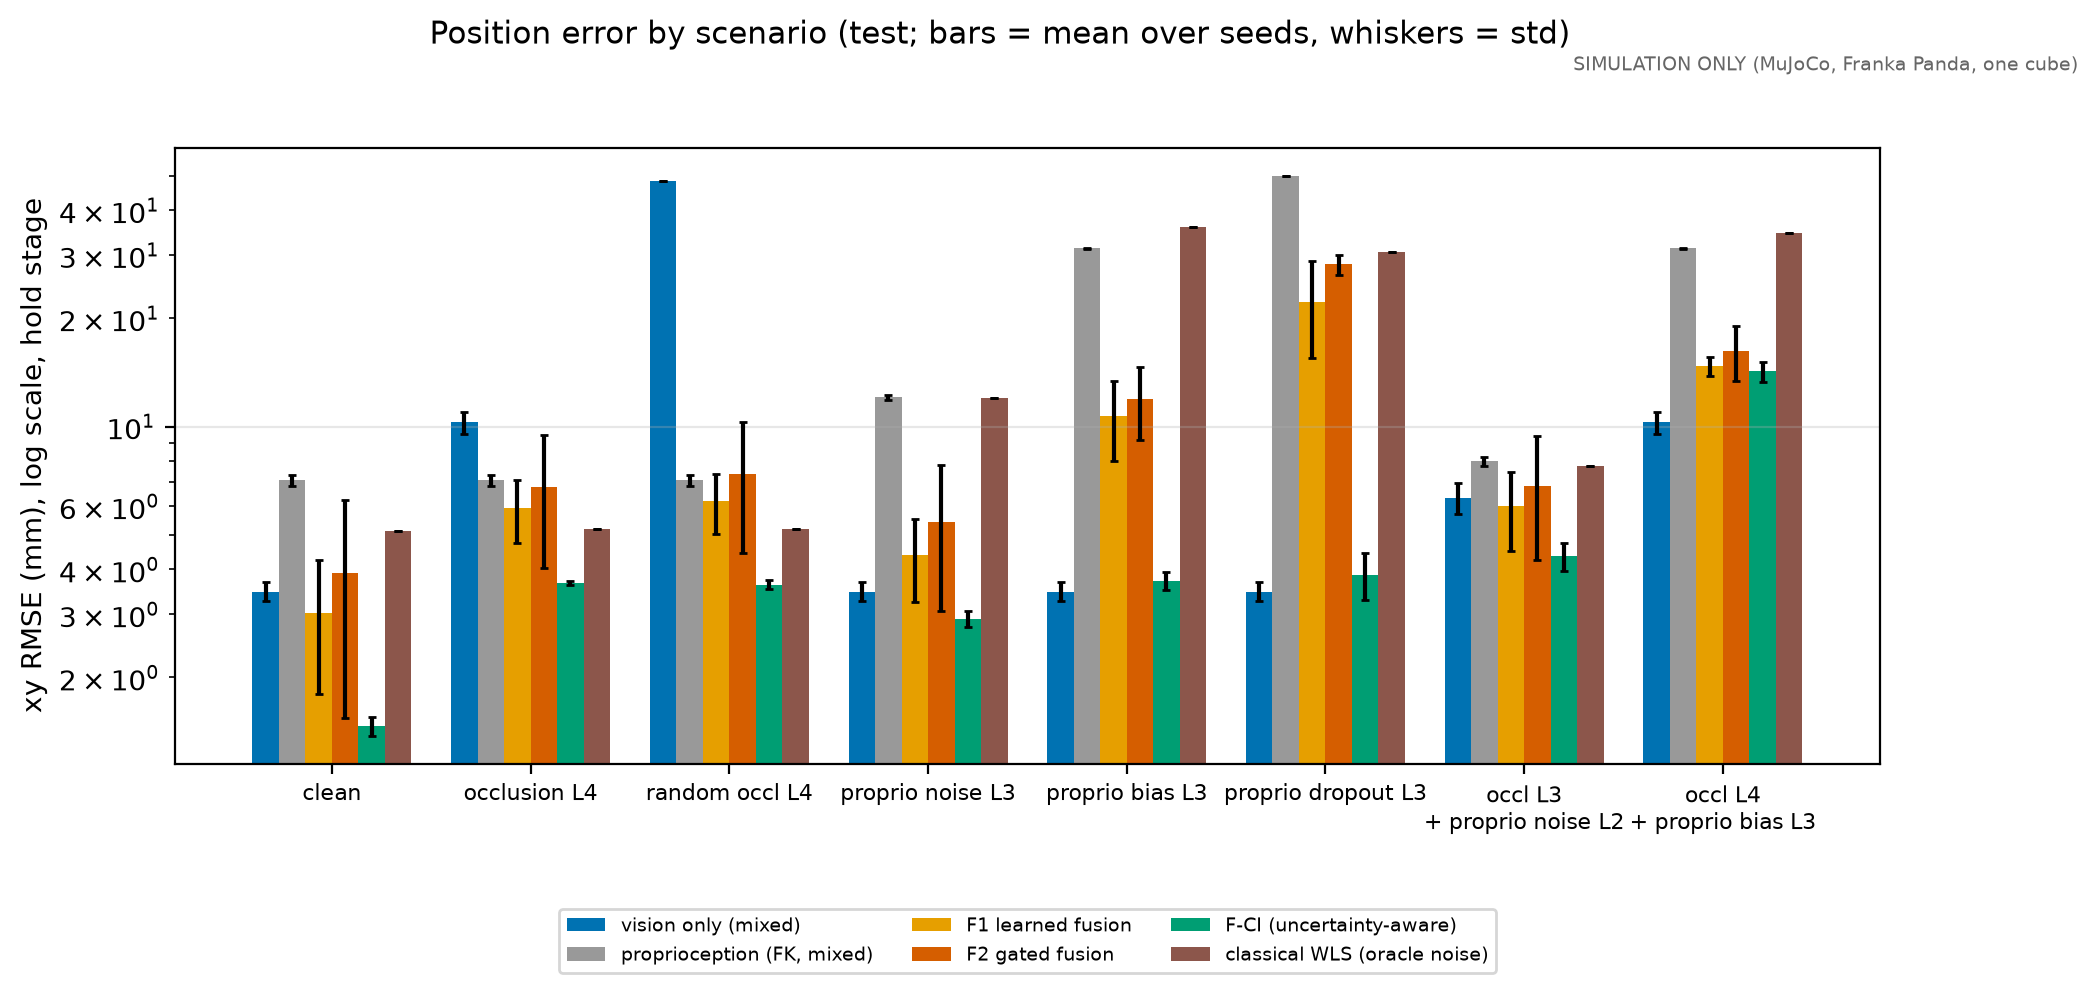 Position error by scenario (test; bars = mean over seeds, whiskers = std)
SIMULATION ONLY (MuJoCo, Franka Panda, one cube)
xy RMSE (mm), log scale, hold stage
4 × 10¹
3 × 10¹
2 × 10¹
10¹
6 × 10⁰
4 × 10⁰
3 × 10⁰
2 × 10⁰
clean
occlusion L4
random occl L4
proprio noise L3
proprio bias L3
proprio dropout L3
occl L3
+ proprio noise L2
occl L4
+ proprio bias L3
vision only (mixed)
proprioception (FK, mixed)
F1 learned fusion
F2 gated fusion
F-CI (uncertainty-aware)
classical WLS (oracle noise)